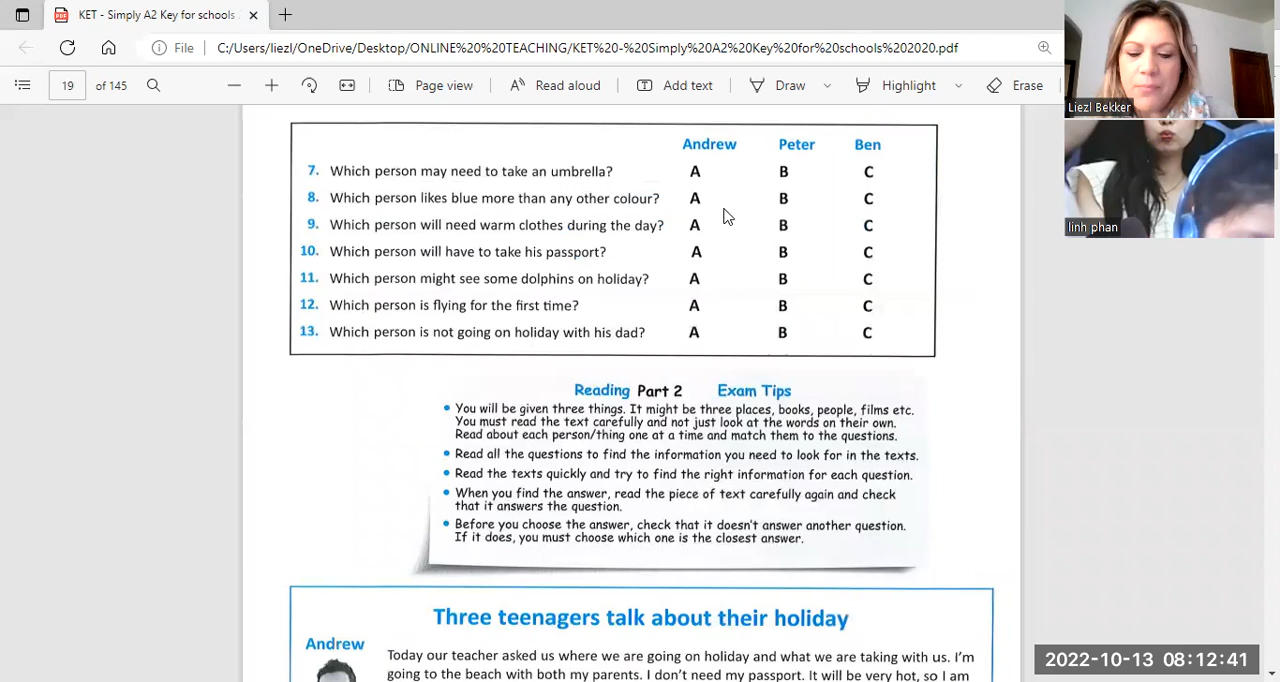 KET - Simply A2 Key for schools
File C:/Users/liezl/OneDrive/Desktop/ONLINE%20%20TEACHING/KET%20-%20Simply%20A2%20Key%20for%20schools%202020.pdf
19 of 145 Page view Read aloud Add text Draw Highlight Erase
Liezl Bekker
linh phan
Andrew Peter Ben
7. Which person may need to take an umbrella? A B C
8. Which person likes blue more than any other colour? A B C
9. Which person will need warm clothes during the day? A B C
10. Which person will have to take his passport? A B C
11. Which person might see some dolphins on holiday? A B C
12. Which person is flying for the first time? A B C
13. Which person is not going on holiday with his dad? A B C
Reading Part 2 Exam Tips
• You will be given three things. It might be three places, books, people, films etc.
You must read the text carefully and not just look at the words on their own.
Read about each person/thing one at a time and match them to the questions.
• Read all the questions to find the information you need to look for in the texts.
• Read the texts quickly and try to find the right information for each question.
• When you find the answer, read the piece of text carefully again and check
that it answers the question.
• Before you choose the answer, check that it doesn't answer another question.
If it does, you must choose which one is the closest answer.
Three teenagers talk about their holiday
Andrew
Today our teacher asked us where we are going on holiday and what we are taking with us. I'm
going to the beach with both my parents. I don't need my passport. It will be very hot, so I am
2022-10-13 08:12:41